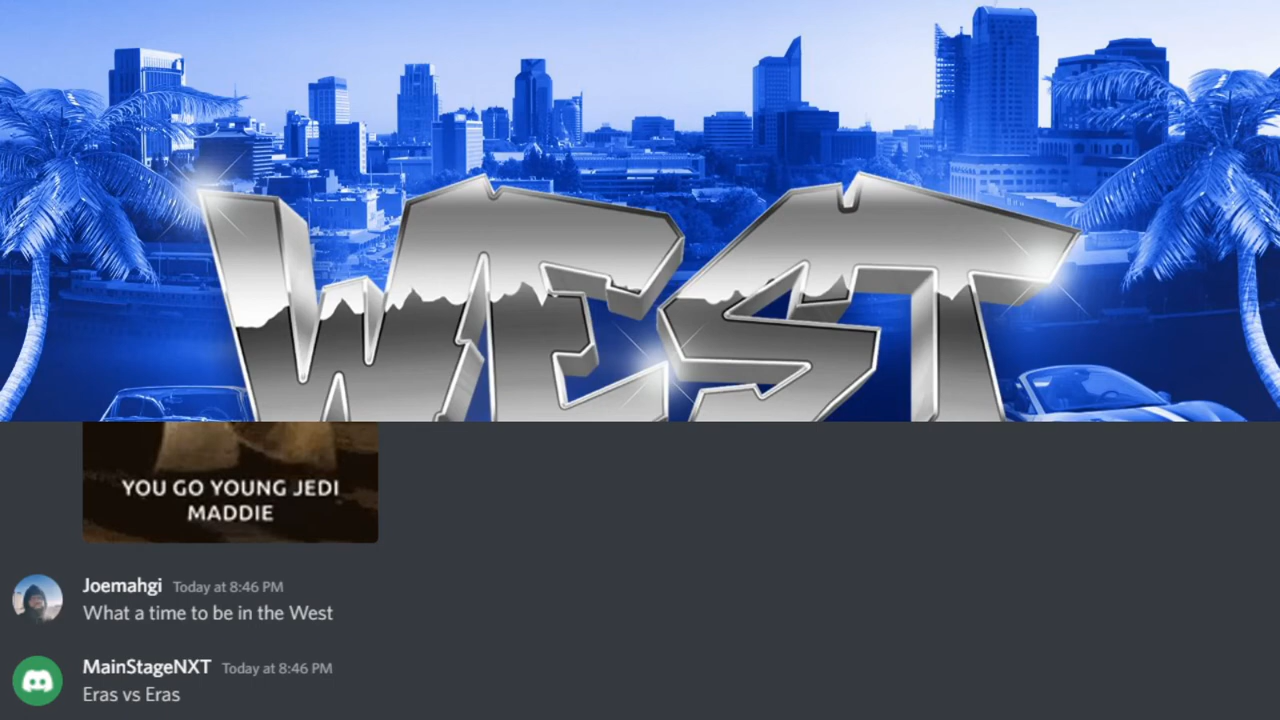 WEST
YOU GO YOUNG JEDI
MADDIE
Joemahgi Today at 8:46 PM
What a time to be in the West
MainStageNXT Today at 8:46 PM
Eras vs Eras